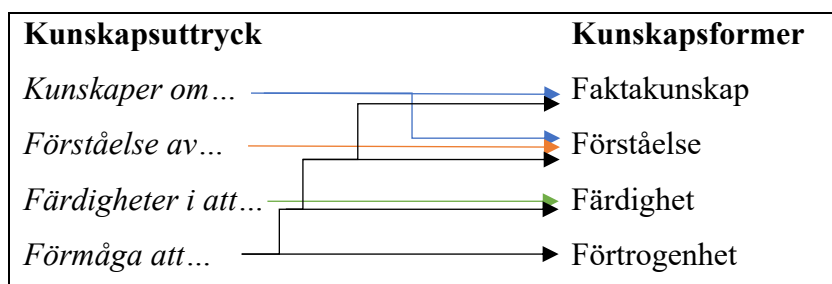 Kunskapsuttryck Kunskapsformer
Kunskaper om… Faktakunskap
Förståelse av… Förståelse
Färdigheter i att… Färdighet
Förmåga att… Förtrogenhet